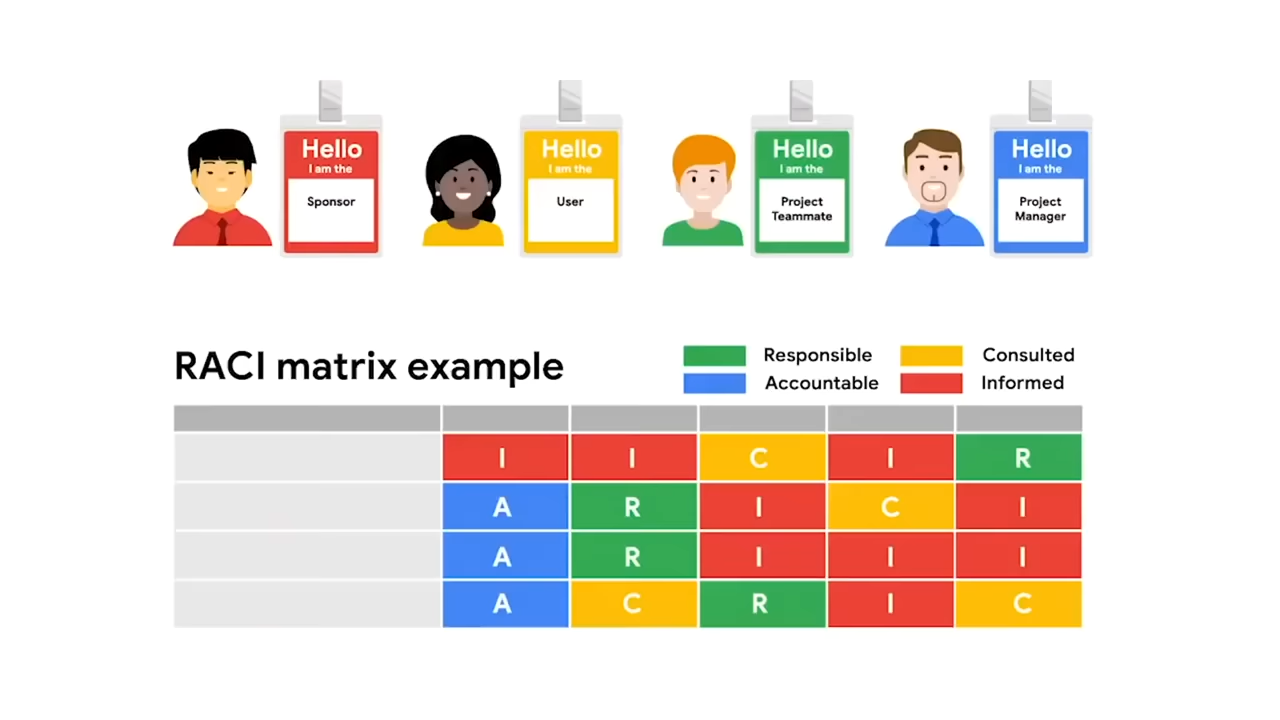 Hello
I am the
Sponsor
Hello
I am the
User
Hello
I am the
Project
Teammate
Hello
I am the
Project
Manager
RACI matrix example
Responsible Consulted
Accountable Informed
I I C I R
A R I C I
A R I I I
A C R I C